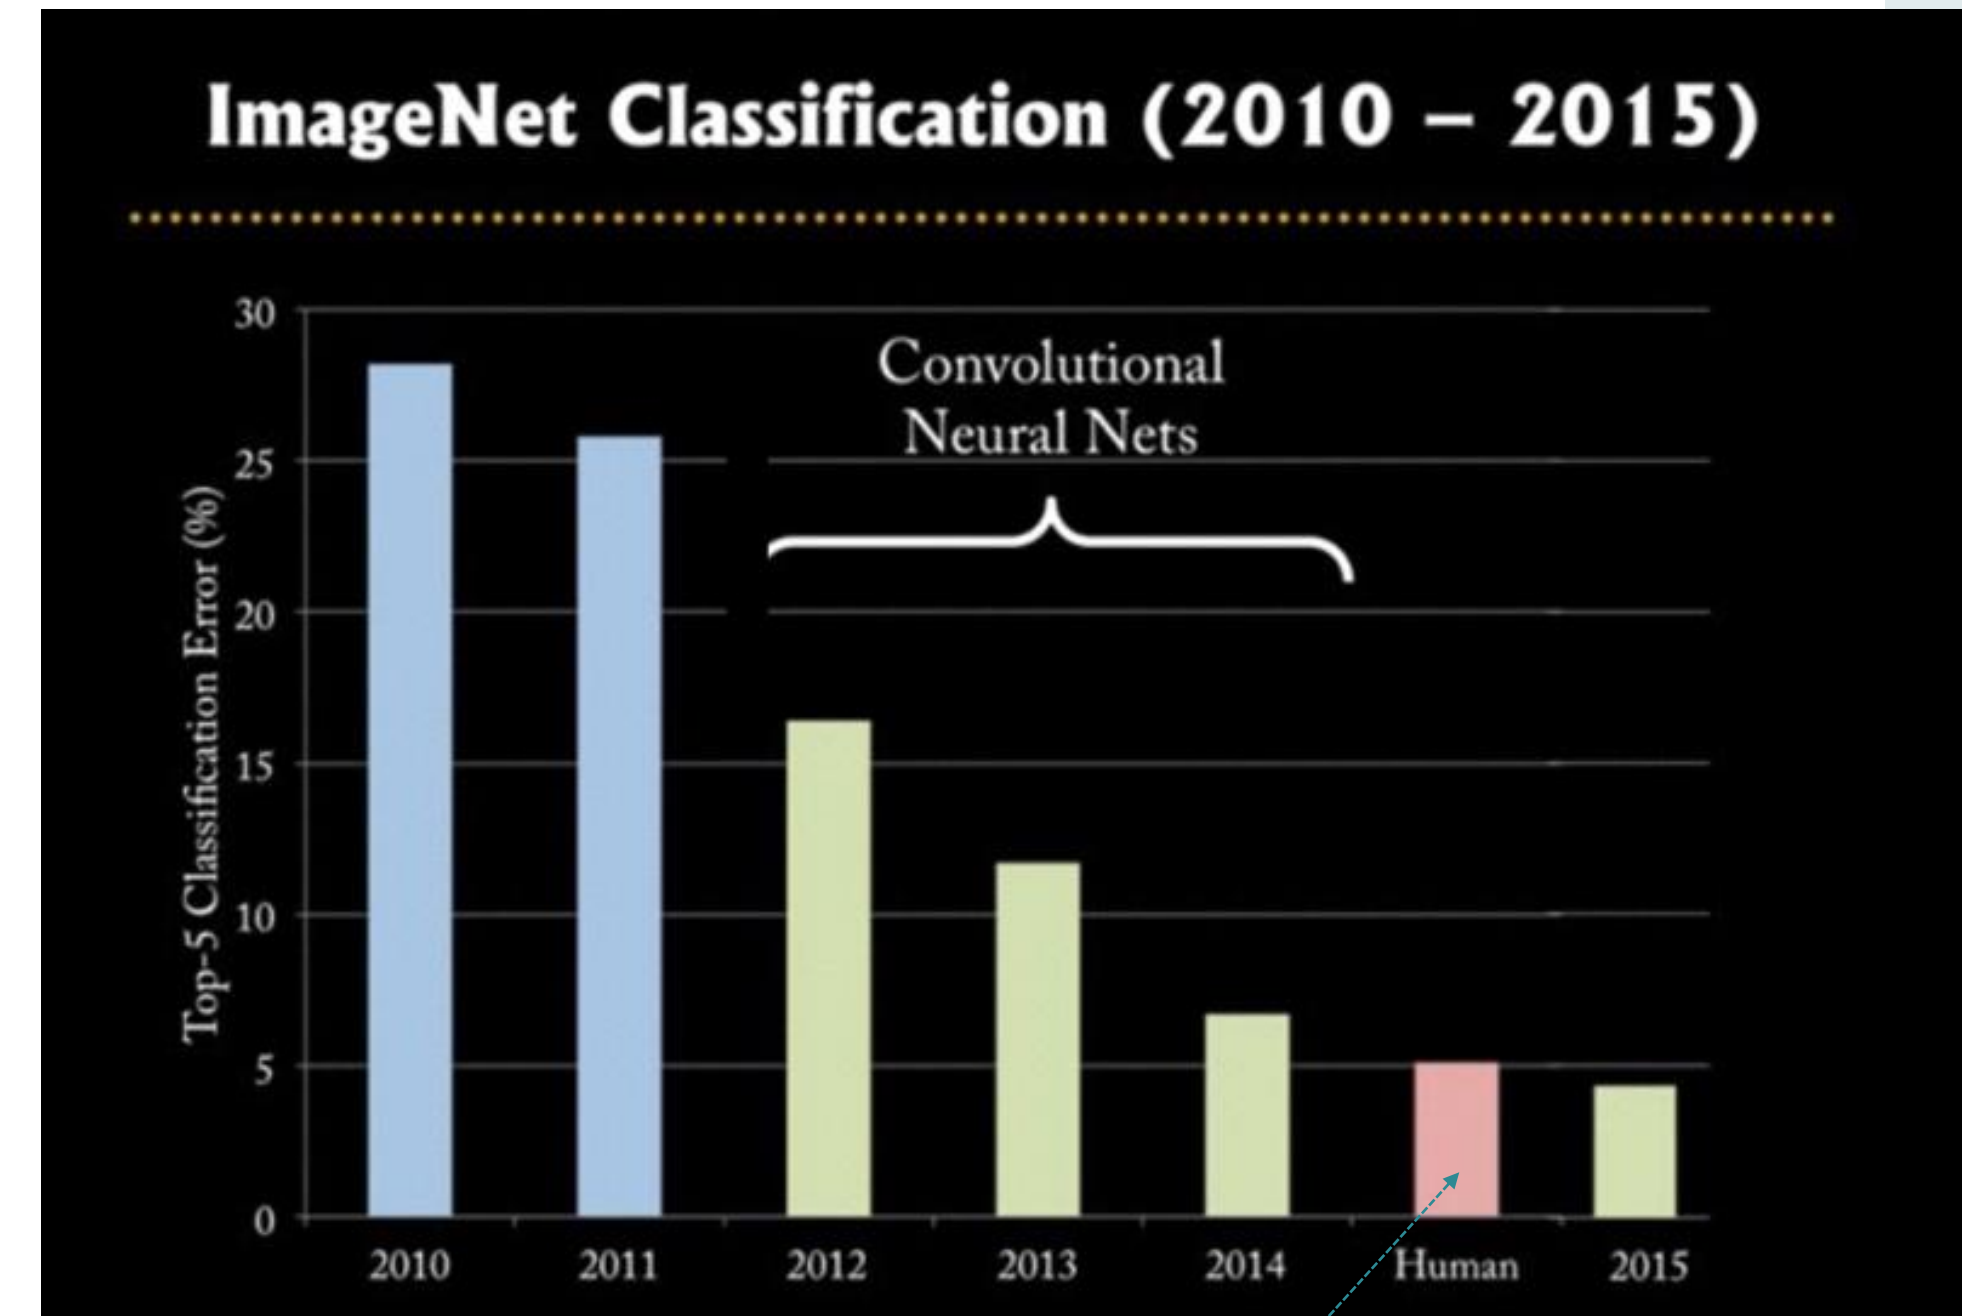 ImageNet Classification (2010 – 2015)
Convolutional
Neural Nets
Top-5 Classification Error (%)
30
25
20
15
10
5
0
2010 2011 2012 2013 2014 Human 2015